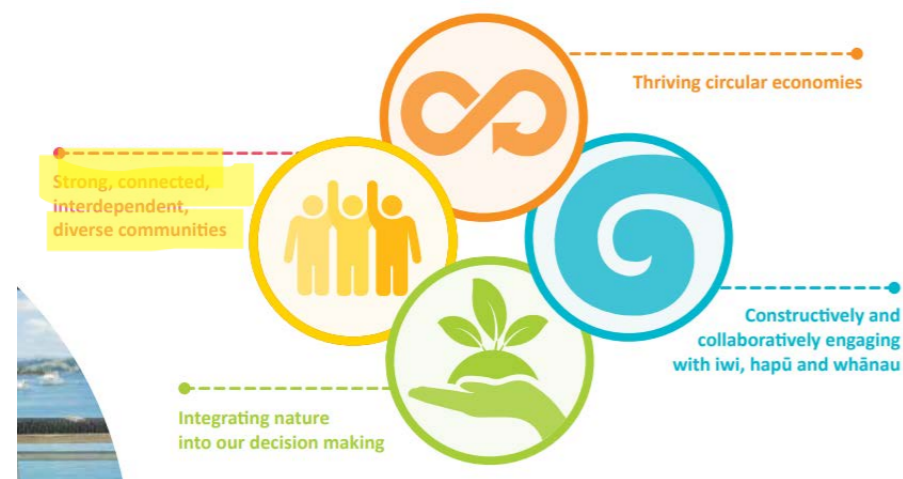 Thriving circular economies
Strong, connected,
interdependent,
diverse communities
Constructively and
collaboratively engaging
with iwi, hapū and whānau
Integrating nature
into our decision making